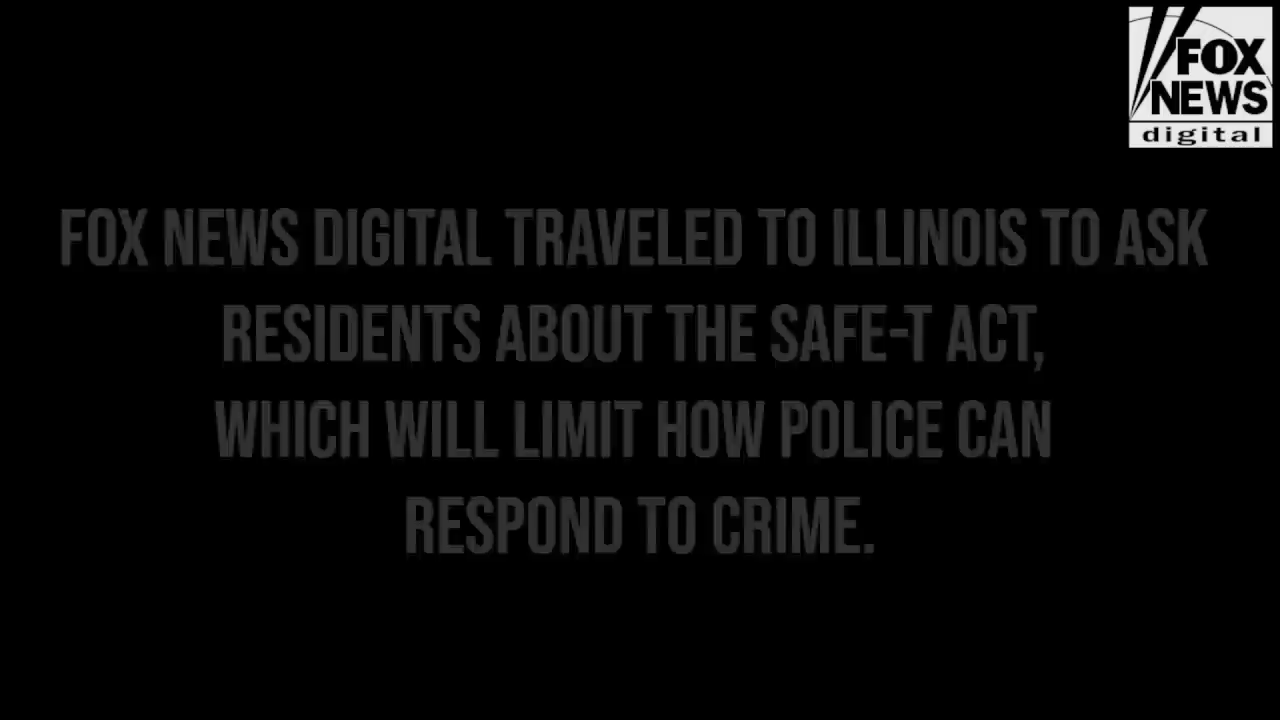 FOX
NEWS
digital
FOX NEWS DIGITAL TRAVELED TO ILLINOIS TO ASK
RESIDENTS ABOUT THE SAFE-T ACT,
WHICH WILL LIMIT HOW POLICE CAN
RESPOND TO CRIME.